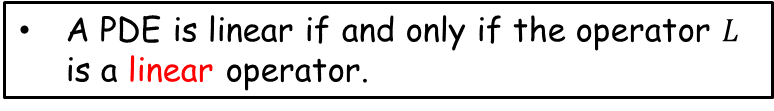 • A PDE is linear if and only if the operator L
is a linear operator.